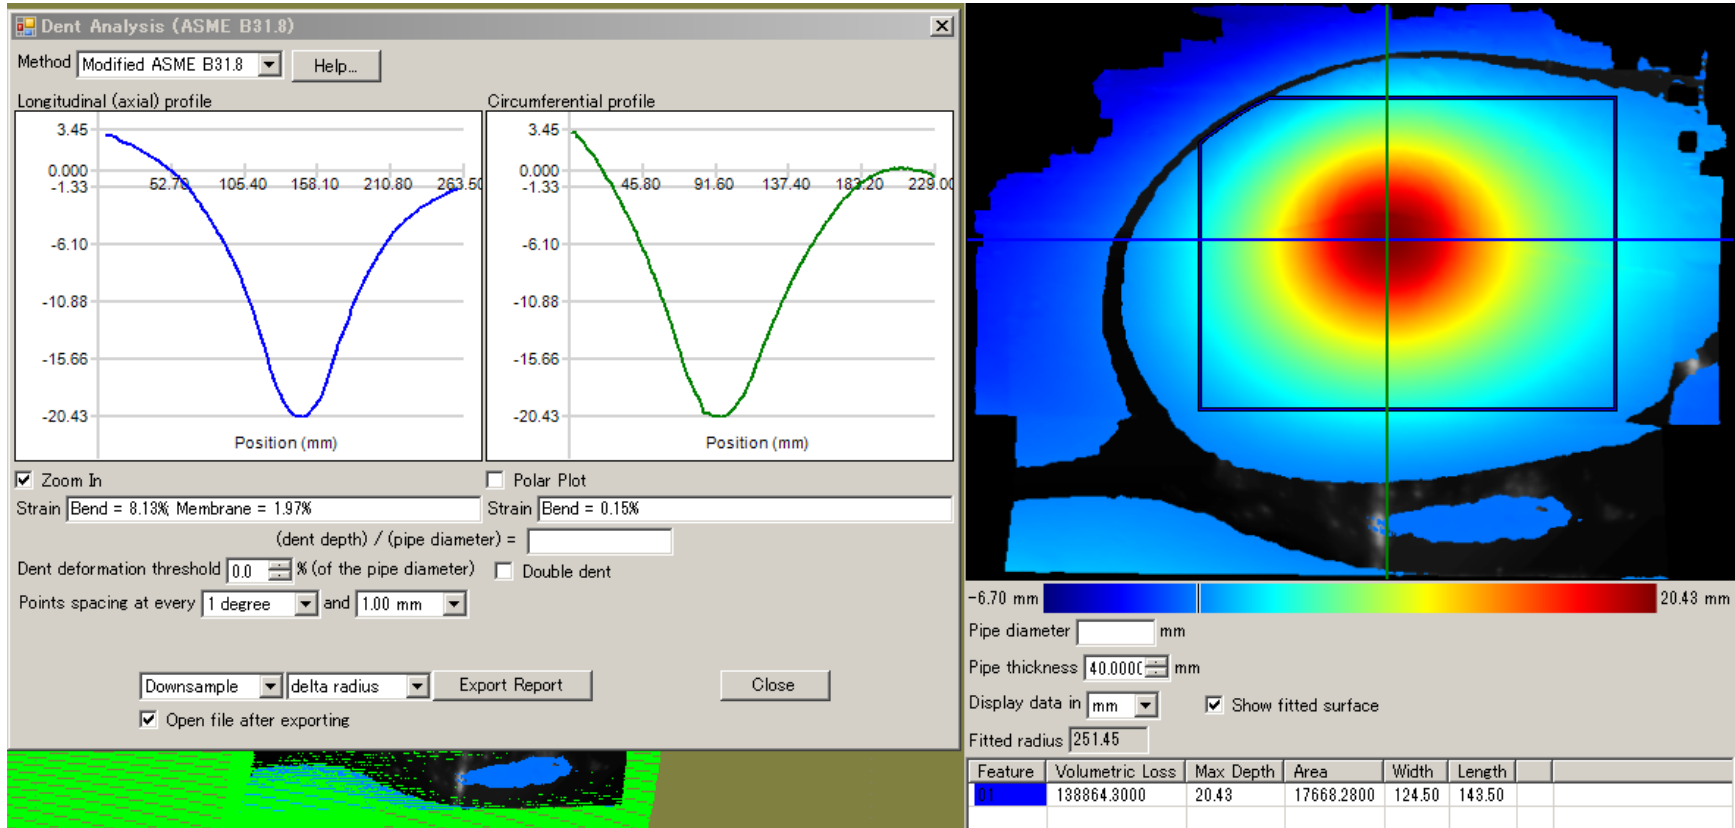 Dent Analysis (ASME B31.8)
Method Modified ASME B31.8 Help...
Longitudinal (axial) profile
3.45
0.000
-1.33
-6.10
-10.88
-15.66
-20.43
52.70 105.40 158.10 210.80 263.50
Position (mm)
Circumferential profile
3.45
0.000
-1.33
-6.10
-10.88
-15.66
-20.43
45.80 91.60 137.40 183.20 229.00
Position (mm)
Zoom In
Polar Plot
Strain Bend = 8.13%; Membrane = 1.97%
Strain Bend = 0.15%
(dent depth) / (pipe diameter) =
Dent deformation threshold 0.0 % (of the pipe diameter)
Double dent
Points spacing at every 1 degree and 1.00 mm
Downsample delta radius Export Report Close
Open file after exporting
-6.70 mm 20.43 mm
Pipe diameter mm
Pipe thickness 40.000 mm
Display data in mm Show fitted surface
Fitted radius 251.45
Feature Volumetric Loss Max Depth Area Width Length
01 138864.3000 20.43 17668.2800 124.50 143.50